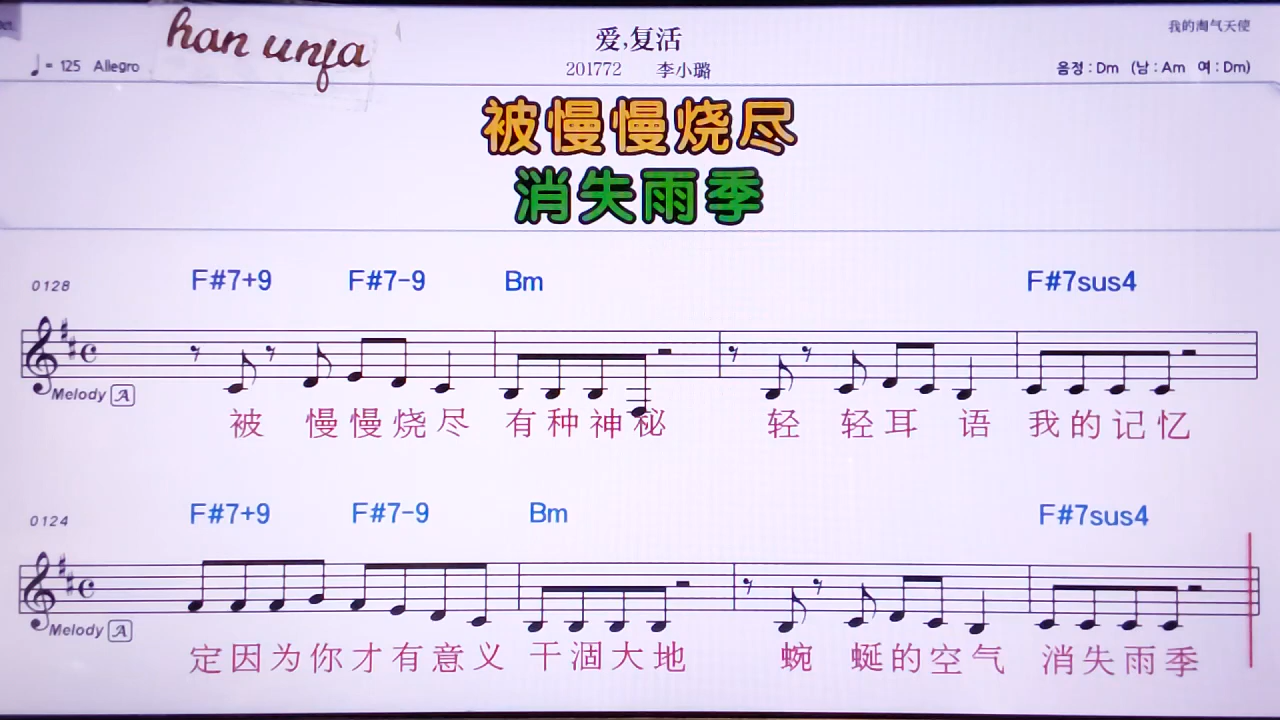 han unfa
爱,复活
我的淘气天使
♩= 125 Allegro
201772 李小璐
음정 : Dm (남 : Am 여 : Dm)
被慢慢烧尽
消失雨季
0128 F#7+9 F#7-9 Bm F#7sus4
Melody A
被 慢慢烧尽 有种神秘 轻 轻耳 语 我的记忆
0124 F#7+9 F#7-9 Bm F#7sus4
Melody A
定因为你才有意义 干涸大地 蜿 蜒的空气 消失雨季